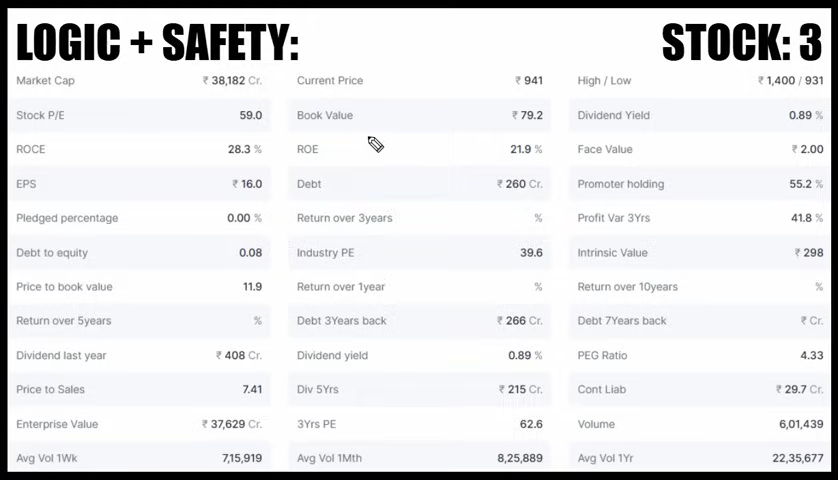 LOGIC + SAFETY: STOCK: 3
Market Cap ₹ 38,182 Cr. Current Price ₹ 941 High / Low ₹ 1,400 / 931
Stock P/E 59.0 Book Value ₹ 79.2 Dividend Yield 0.89 %
ROCE 28.3 % ROE 21.9 % Face Value ₹ 2.00
EPS ₹ 16.0 Debt ₹ 260 Cr. Promoter holding 55.2 %
Pledged percentage 0.00 % Return over 3years % Profit Var 3Yrs 41.8 %
Debt to equity 0.08 Industry PE 39.6 Intrinsic Value ₹ 298
Price to book value 11.9 Return over 1year % Return over 10years %
Return over 5years % Debt 3Years back ₹ 266 Cr. Debt 7Years back ₹ Cr.
Dividend last year ₹ 408 Cr. Dividend yield 0.89 % PEG Ratio 4.33
Price to Sales 7.41 Div 5Yrs ₹ 215 Cr. Cont Liab ₹ 29.7 Cr.
Enterprise Value ₹ 37,629 Cr. 3Yrs PE 62.6 Volume 6,01,439
Avg Vol 1Wk 7,15,919 Avg Vol 1Mth 8,25,889 Avg Vol 1Yr 22,35,677